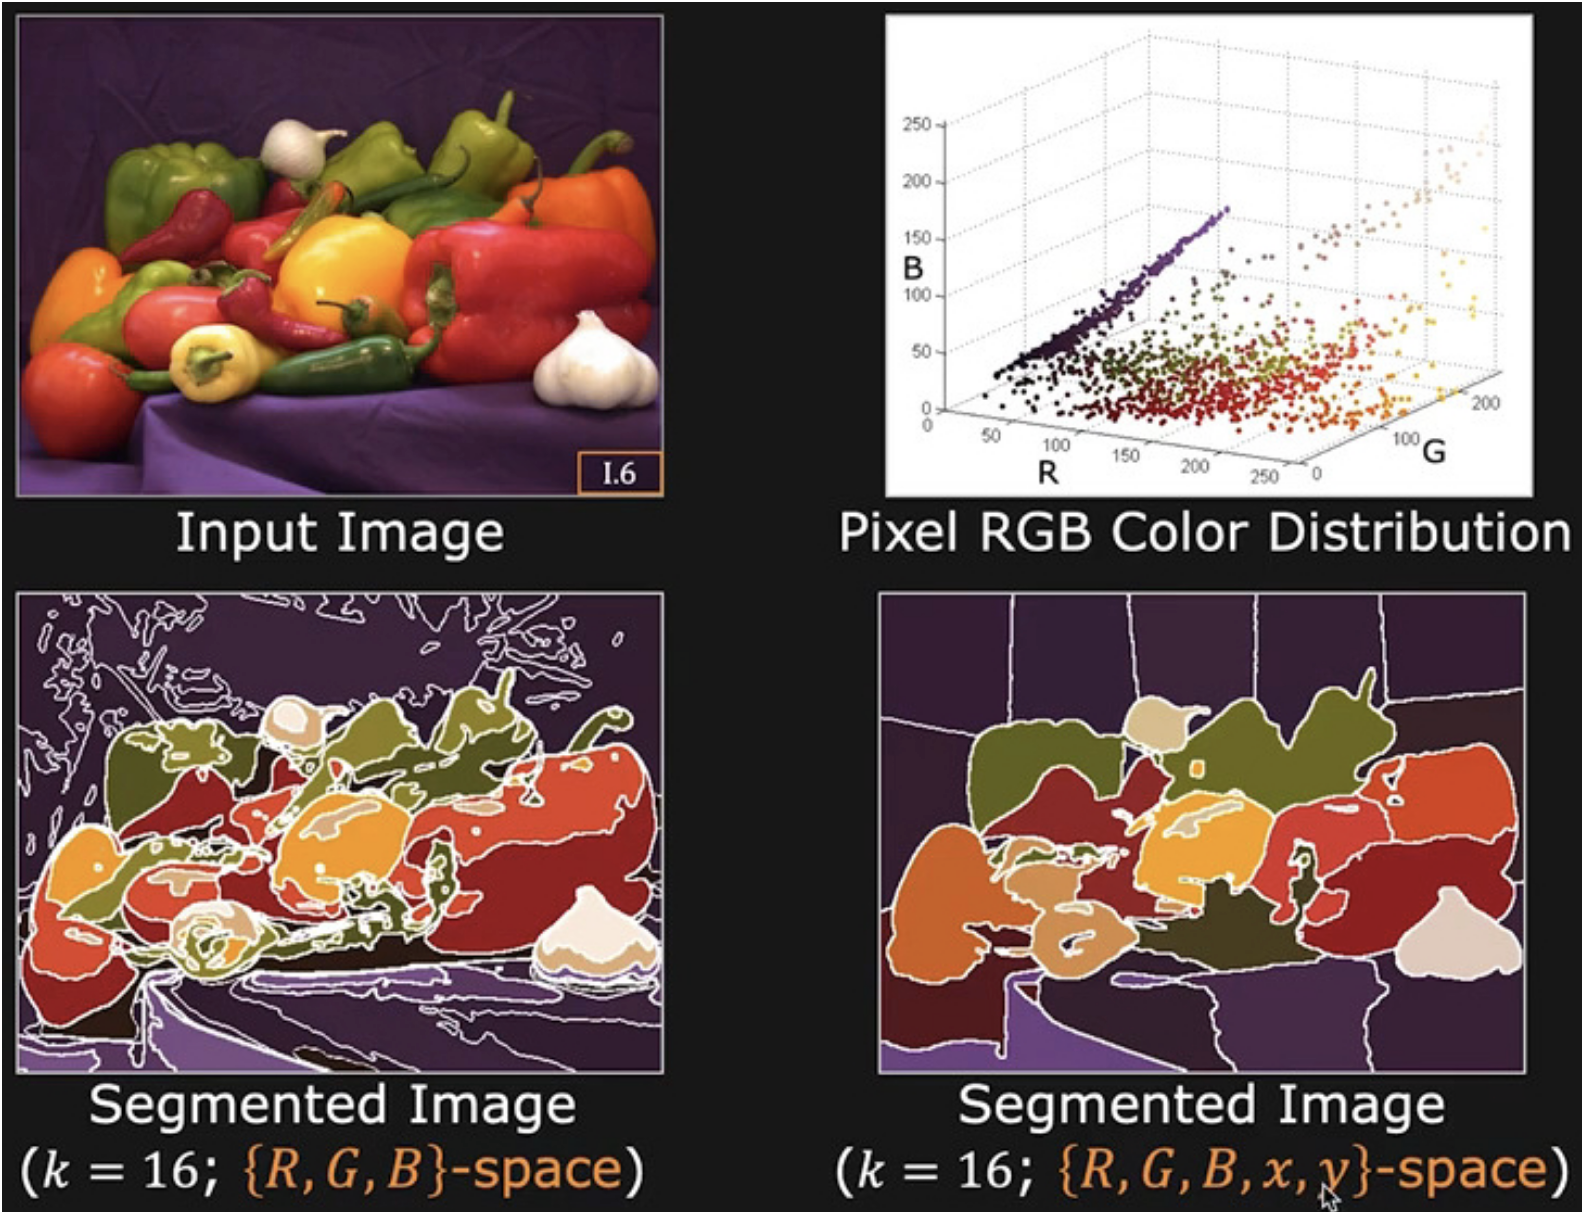 I.6
250
200
150
100
50
0
B
0
50
100
150
200
250
R
0
100
200
G
Input Image
Pixel RGB Color Distribution
Segmented Image
(k = 16; {R, G, B}-space)
Segmented Image
(k = 16; {R, G, B, x, y}-space)